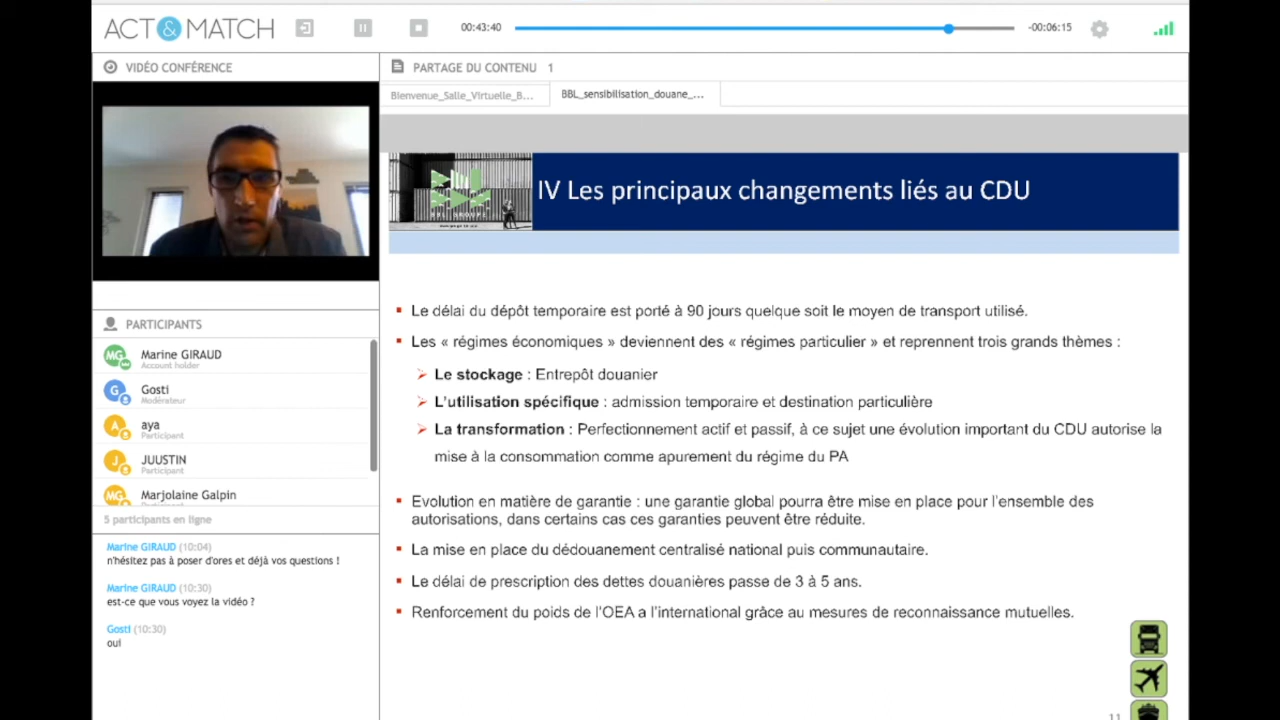 ACT & MATCH
00:43:40
-00:06:15
VIDÉO CONFÉRENCE
PARTAGE DU CONTENU 1
Bienvenue_Salle_Virtuelle_B...
BBL_sensibilisation_douane_...
IV Les principaux changements liés au CDU
Le délai du dépôt temporaire est porté à 90 jours quelque soit le moyen de transport utilisé.
Les « régimes économiques » deviennent des « régimes particulier » et reprennent trois grands thèmes :
Le stockage : Entrepôt douanier
L'utilisation spécifique : admission temporaire et destination particulière
La transformation : Perfectionnement actif et passif, à ce sujet une évolution important du CDU autorise la
mise à la consommation comme apurement du régime du PA
Evolution en matière de garantie : une garantie global pourra être mise en place pour l'ensemble des
autorisations, dans certains cas ces garanties peuvent être réduite.
La mise en place du dédouanement centralisé national puis communautaire.
Le délai de prescription des dettes douanières passe de 3 à 5 ans.
Renforcement du poids de l'OEA a l'international grâce au mesures de reconnaissance mutuelles.
11
PARTICIPANTS
MG
Marine GIRAUD
Account holder
G
Gosti
Modérateur
A
aya
Participant
J
JUUSTIN
Participant
MG
Marjolaine Galpin
Participant
5 participants en ligne
Marine GIRAUD (10:04)
n'hésitez pas à poser d'ores et déjà vos questions !
Marine GIRAUD (10:30)
est-ce que vous voyez la vidéo ?
Gosti (10:30)
oui